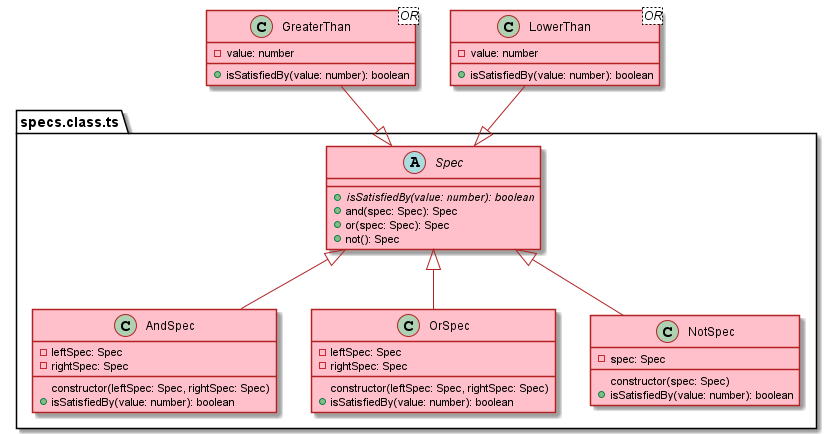 C GreaterThan OR
value: number
isSatisfiedBy(value: number): boolean
C LowerThan OR
value: number
isSatisfiedBy(value: number): boolean
specs.class.ts
A Spec
isSatisfiedBy(value: number): boolean
and(spec: Spec): Spec
or(spec: Spec): Spec
not(): Spec
C AndSpec
leftSpec: Spec
rightSpec: Spec
constructor(leftSpec: Spec, rightSpec: Spec)
isSatisfiedBy(value: number): boolean
C OrSpec
leftSpec: Spec
rightSpec: Spec
constructor(leftSpec: Spec, rightSpec: Spec)
isSatisfiedBy(value: number): boolean
C NotSpec
spec: Spec
constructor(spec: Spec)
isSatisfiedBy(value: number): boolean